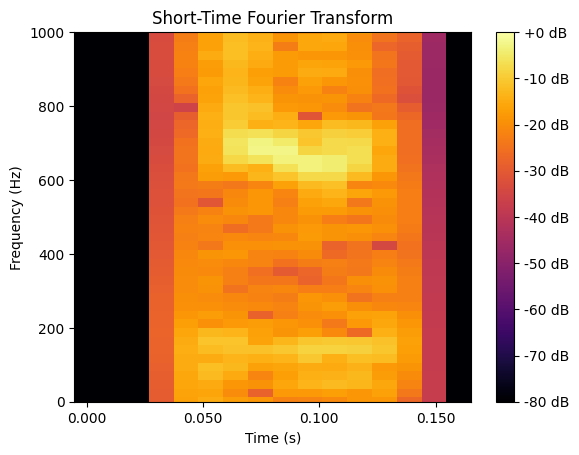 Short-Time Fourier Transform
Frequency (Hz)
1000
800
600
400
200
0
0.000
0.050
0.100
0.150
Time (s)
+0 dB
-10 dB
-20 dB
-30 dB
-40 dB
-50 dB
-60 dB
-70 dB
-80 dB